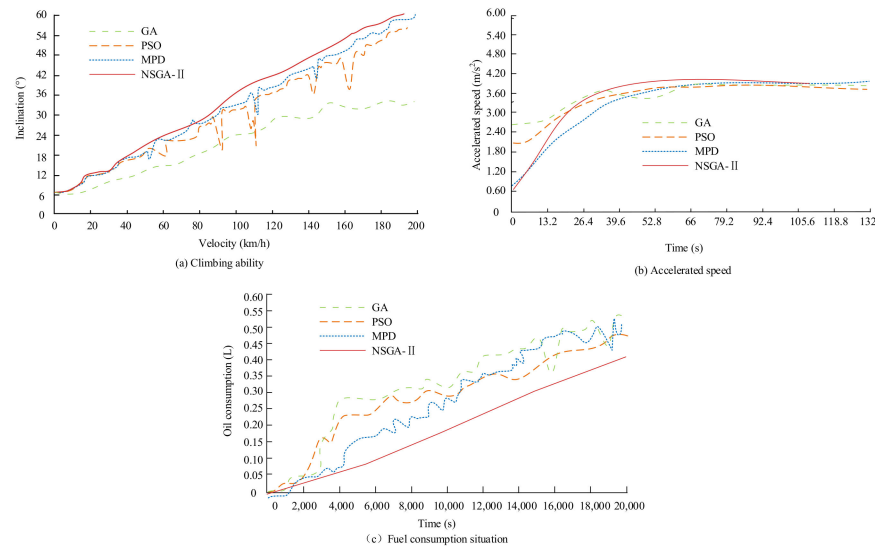 60
54
48
42
36
30
24
18
12
6
0
Inclination (°)
GA
PSO
MPD
NSGA-Ⅱ
0 20 40 60 80 100 120 140 160 180 200
Velocity (km/h)
(a) Climbing ability
6.00
5.40
4.80
4.20
3.60
3.00
2.40
1.80
1.20
0.60
0
Accelerated speed (m/s²)
GA
PSO
MPD
NSGA-Ⅱ
0 13.2 26.4 39.6 52.8 66 79.2 92.4 105.6 118.8 132
Time (s)
(b) Accelerated speed
0.60
0.55
0.50
0.45
0.40
0.35
0.30
0.25
0.20
0.15
0.10
0.05
0
Oil consumption (L)
GA
PSO
MPD
NSGA-Ⅱ
0 2,000 4,000 6,000 8,000 10,000 12,000 14,000 16,000 18,000 20,000
Time (s)
（c）Fuel consumption situation